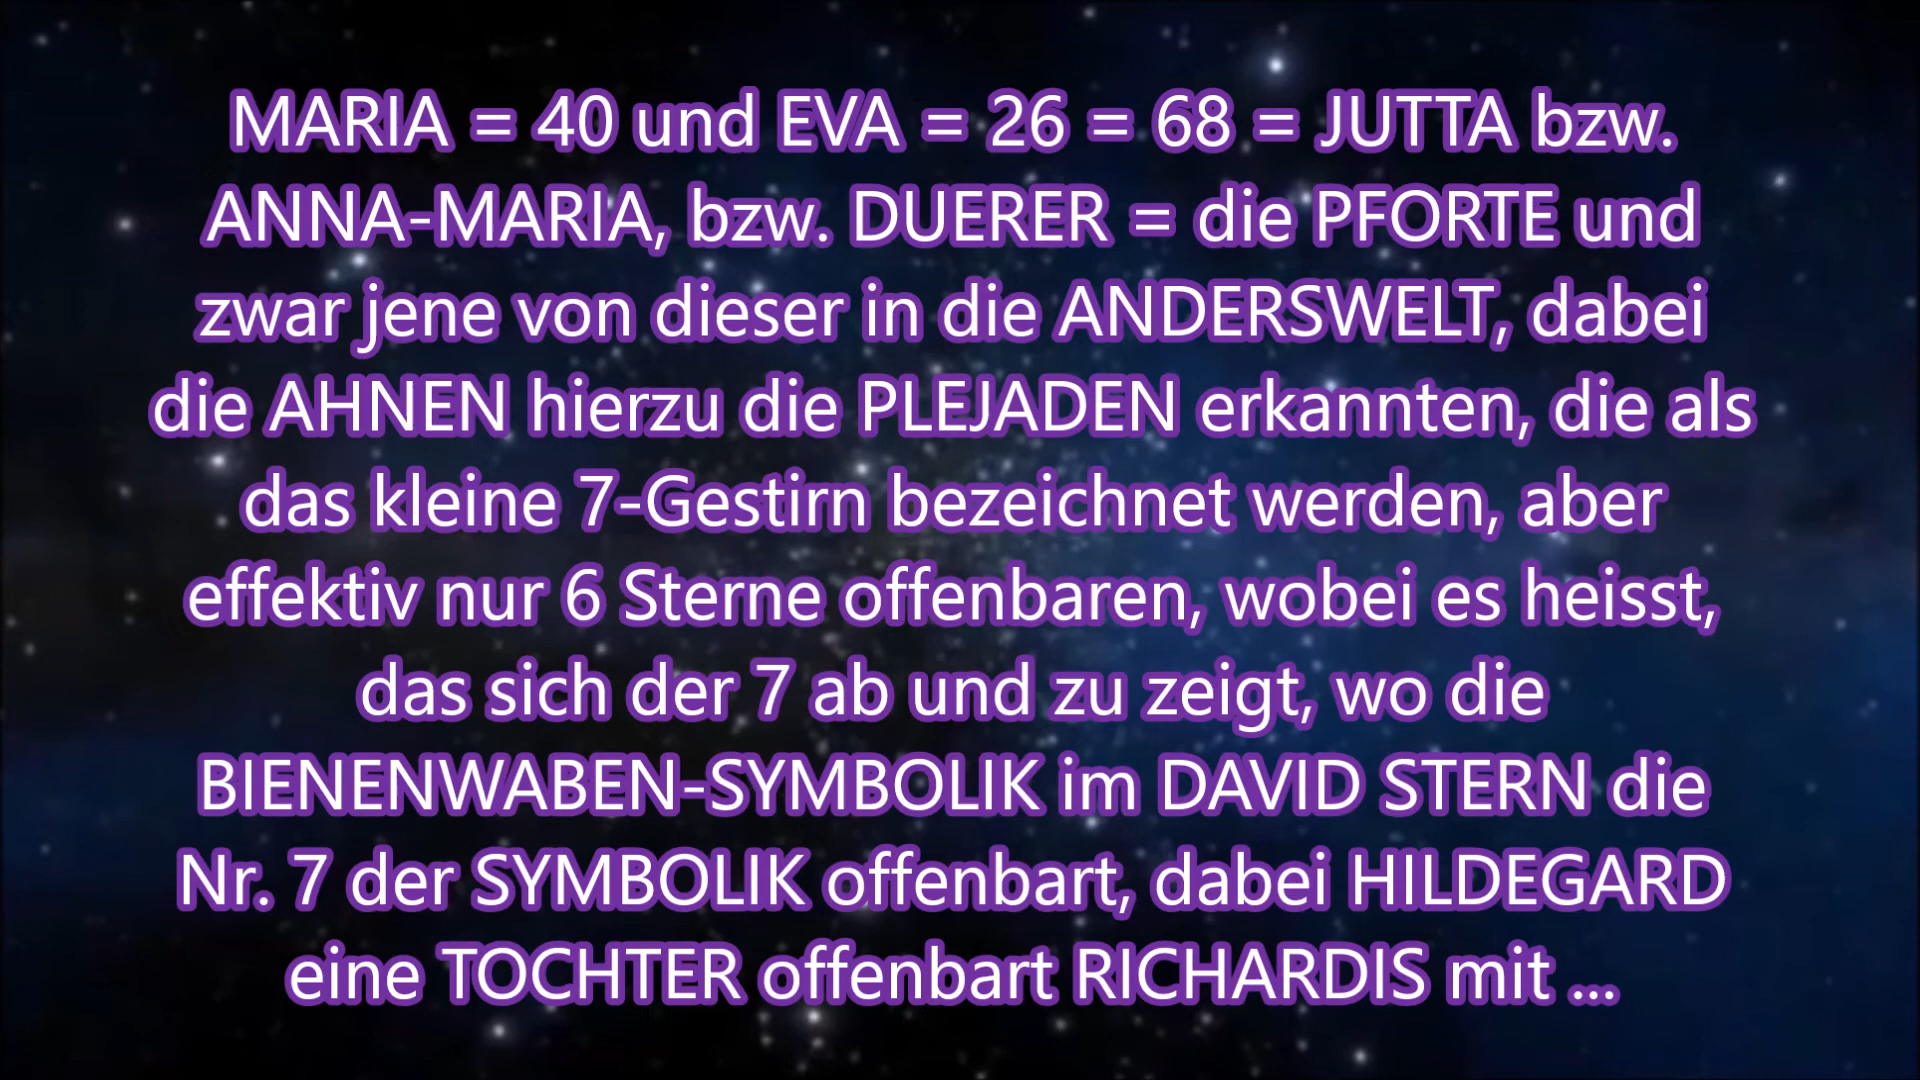 MARIA = 40 und EVA = 26 = 68 = JUTTA bzw.
ANNA-MARIA, bzw. DUERER = die PFORTE und
zwar jene von dieser in die ANDERSWELT, dabei
die AHNEN hierzu die PLEJADEN erkannten, die als
das kleine 7-Gestirn bezeichnet werden, aber
effektiv nur 6 Sterne offenbaren, wobei es heisst,
das sich der 7 ab und zu zeigt, wo die
BIENENWABEN-SYMBOLIK im DAVID STERN die
Nr. 7 der SYMBOLIK offenbart, dabei HILDEGARD
eine TOCHTER offenbart RICHARDIS mit ...